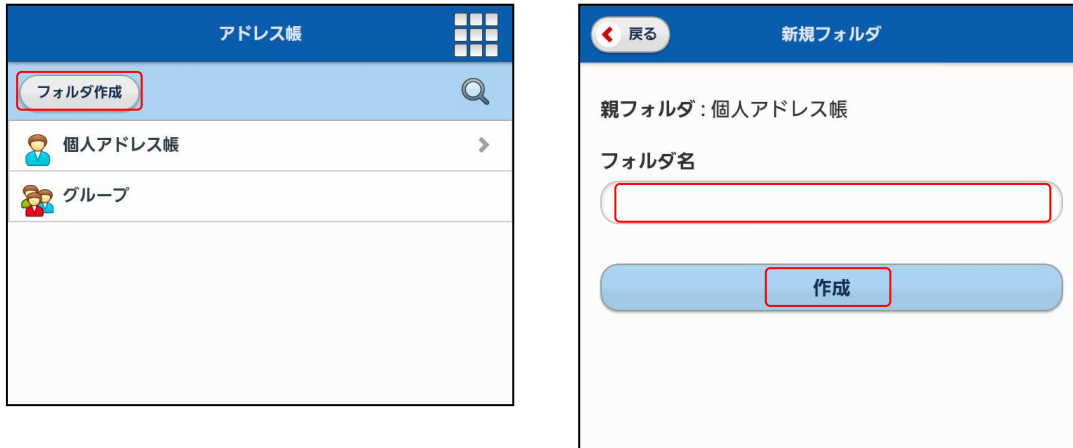 アドレス帳
フォルダ作成
個人アドレス帳
グループ
戻る
新規フォルダ
親フォルダ : 個人アドレス帳
フォルダ名
作成